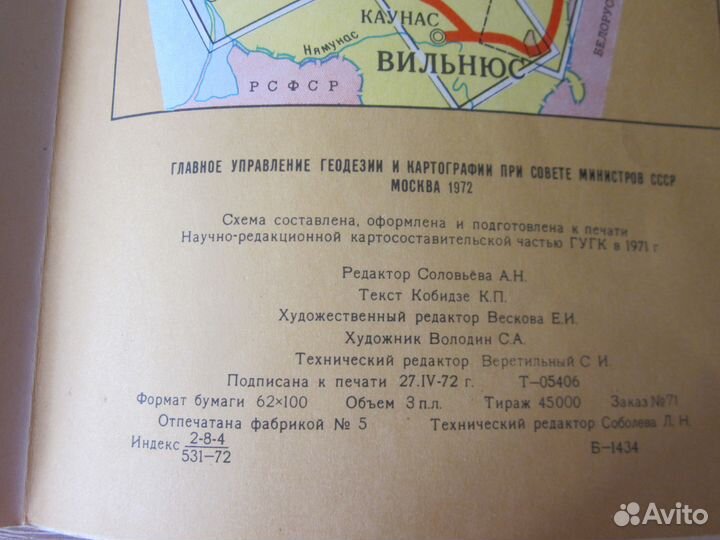 КАУНАС
Нямунас
ВИЛЬНЮС
БЕЛОРУС
РСФСР
ГЛАВНОЕ УПРАВЛЕНИЕ ГЕОДЕЗИИ И КАРТОГРАФИИ ПРИ СОВЕТЕ МИНИСТРОВ СССР
МОСКВА 1972
Схема составлена, оформлена и подготовлена к печати
Научно-редакционной картосоставительской частью ГУГК в 1971 г
Редактор Соловьёва А.Н.
Текст Кобидзе К.П.
Художественный редактор Вескова Е.И.
Художник Володин С.А.
Технический редактор Веретильный С И.
Подписана к печати 27.IV-72 г. Т-05406
Формат бумаги 62×100 Объем 3 п.л. Тираж 45000 Заказ №71
Отпечатана фабрикой № 5 Технический редактор Соболева Л. Н.
Индекс 2-8-4
531-72 Б-1434
Avito